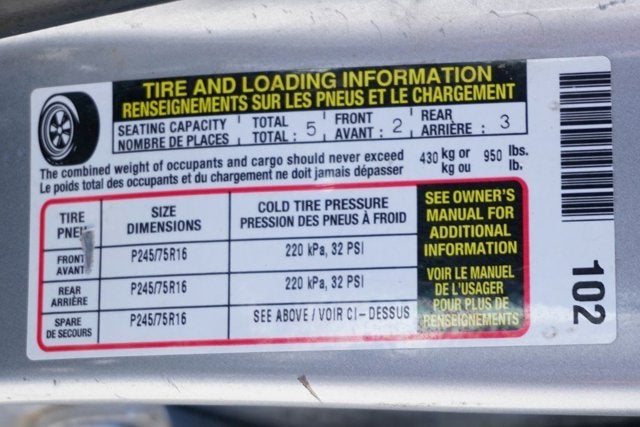 TIRE AND LOADING INFORMATION
RENSEIGNEMENTS SUR LES PNEUS ET LE CHARGEMENT
SEATING CAPACITY TOTAL : 5 FRONT 2 REAR 3
NOMBRE DE PLACES TOTAL : AVANT : ARRIÈRE :
The combined weight of occupants and cargo should never exceed 430 kg or 950 lbs.
Le poids total des occupants et du chargement ne doit jamais dépasser kg ou lb.
TIRE SIZE COLD TIRE PRESSURE
PNEU DIMENSIONS PRESSION DES PNEUS À FROID
FRONT P245/75R16 220 kPa, 32 PSI
AVANT
REAR P245/75R16 220 kPa, 32 PSI
ARRIÈRE
SPARE P245/75R16 SEE ABOVE / VOIR CI-DESSUS
DE SECOURS
SEE OWNER'S
MANUAL FOR
ADDITIONAL
INFORMATION
VOIR LE MANUEL
DE L'USAGER
POUR PLUS DE
RENSEIGNEMENTS
102